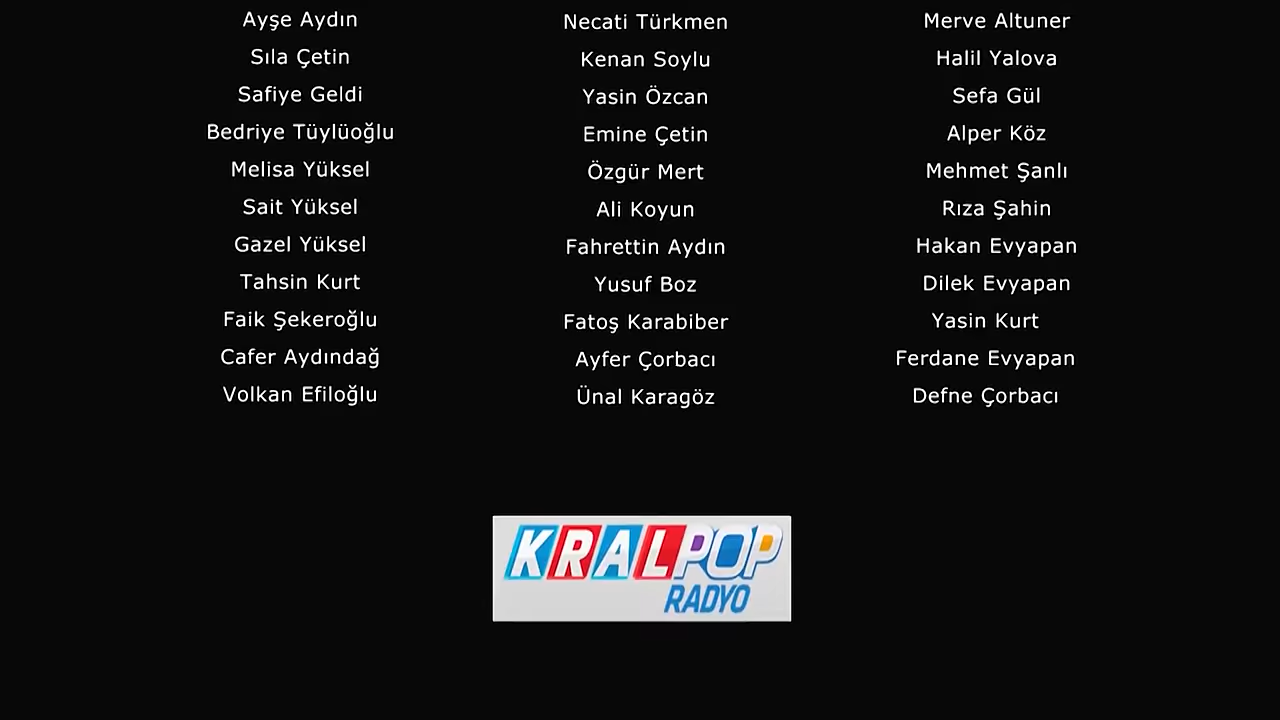 Ayşe Aydın
Sıla Çetin
Safiye Geldi
Bedriye Tüylüoğlu
Melisa Yüksel
Sait Yüksel
Gazel Yüksel
Tahsin Kurt
Faik Şekeroğlu
Cafer Aydındağ
Volkan Efiloğlu
Necati Türkmen
Kenan Soylu
Yasin Özcan
Emine Çetin
Özgür Mert
Ali Koyun
Fahrettin Aydın
Yusuf Boz
Fatoş Karabiber
Ayfer Çorbacı
Ünal Karagöz
Merve Altuner
Halil Yalova
Sefa Gül
Alper Köz
Mehmet Şanlı
Rıza Şahin
Hakan Evyapan
Dilek Evyapan
Yasin Kurt
Ferdane Evyapan
Defne Çorbacı
KRALPOP
RADYO